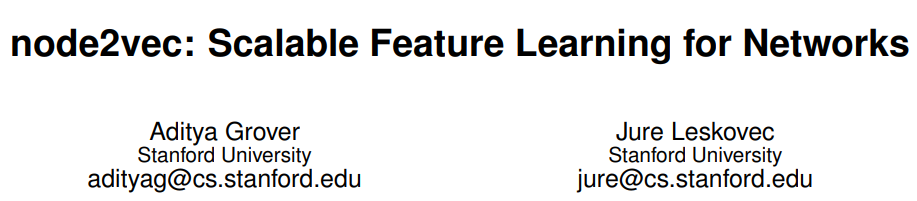 node2vec: Scalable Feature Learning for Networks
Aditya Grover
Stanford University
adityag@cs.stanford.edu
Jure Leskovec
Stanford University
jure@cs.stanford.edu